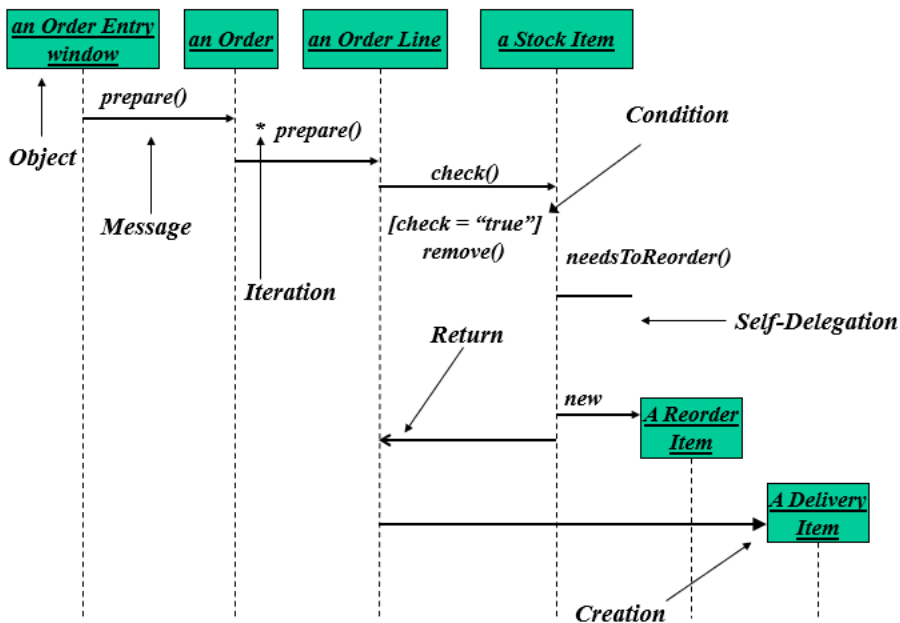 an Order Entry
window
an Order
an Order Line
a Stock Item
prepare()
* prepare()
Condition
Object
check()
Message
[check = “true”]
remove()
needsToReorder()
Iteration
Self-Delegation
Return
new
A Reorder
Item
A Delivery
Item
Creation